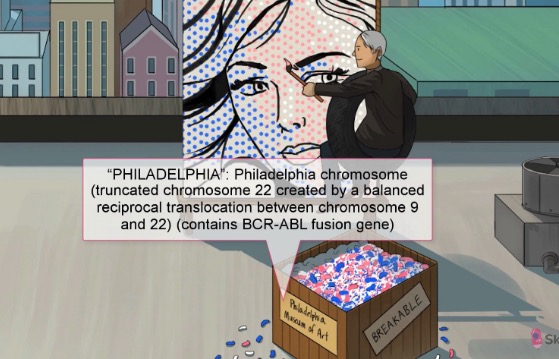 "PHILADELPHIA": Philadelphia chromosome
(truncated chromosome 22 created by a balanced
reciprocal translocation between chromosome 9
and 22) (contains BCR-ABL fusion gene)
Philadelphia
Museum of Art
BREAKABLE